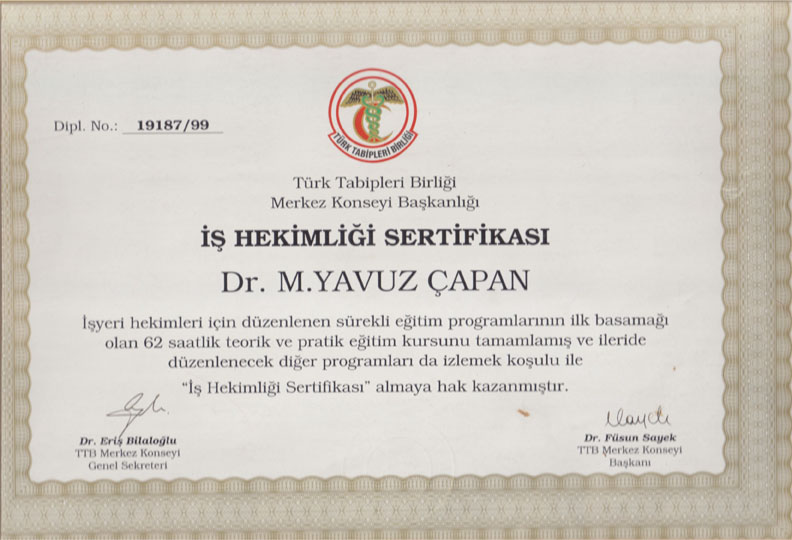 Dipl. No.: 19187/99
TÜRK TABİPLERİ BİRLİĞİ
Türk Tabipleri Birliği
Merkez Konseyi Başkanlığı
İŞ HEKİMLİĞİ SERTİFİKASI
Dr. M.YAVUZ ÇAPAN
İşyeri hekimleri için düzenlenen sürekli eğitim programlarının ilk basamağı
olan 62 saatlik teorik ve pratik eğitim kursunu tamamlamış ve ileride
düzenlenecek diğer programları da izlemek koşulu ile
“İş Hekimliği Sertifikası” almaya hak kazanmıştır.
Dr. Eriş Bilaloğlu
TTB Merkez Konseyi
Genel Sekreteri
Dr. Füsun Sayek
TTB Merkez Konseyi
Başkanı